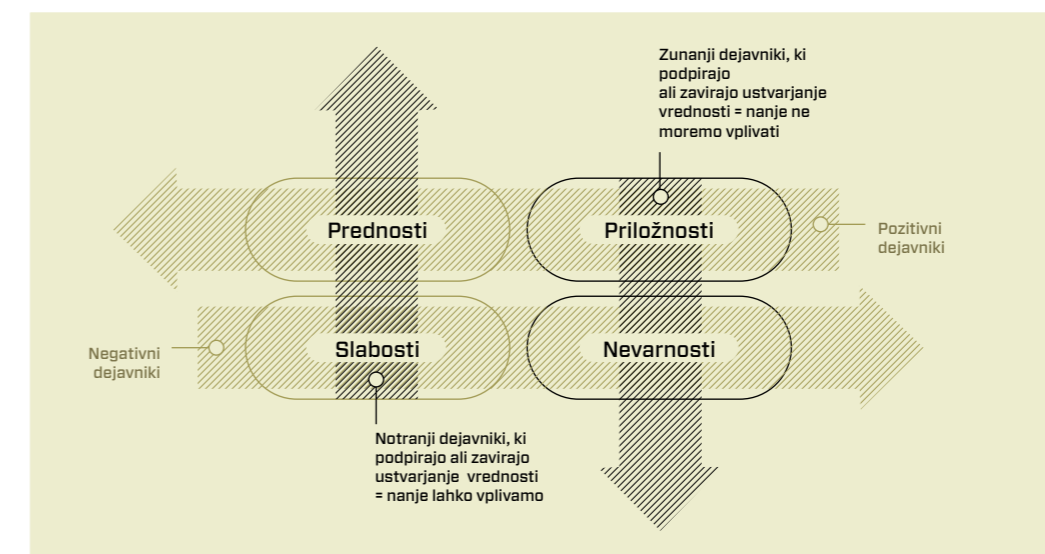 Zunanji dejavniki, ki
podpirajo
ali zavirajo ustvarjanje
vrednosti = nanje ne
moremo vplivati
Prednosti
Priložnosti
Pozitivni
dejavniki
Negativni
dejavniki
Slabosti
Nevarnosti
Notranji dejavniki, ki
podpirajo ali zavirajo
ustvarjanje vrednosti
= nanje lahko vplivamo